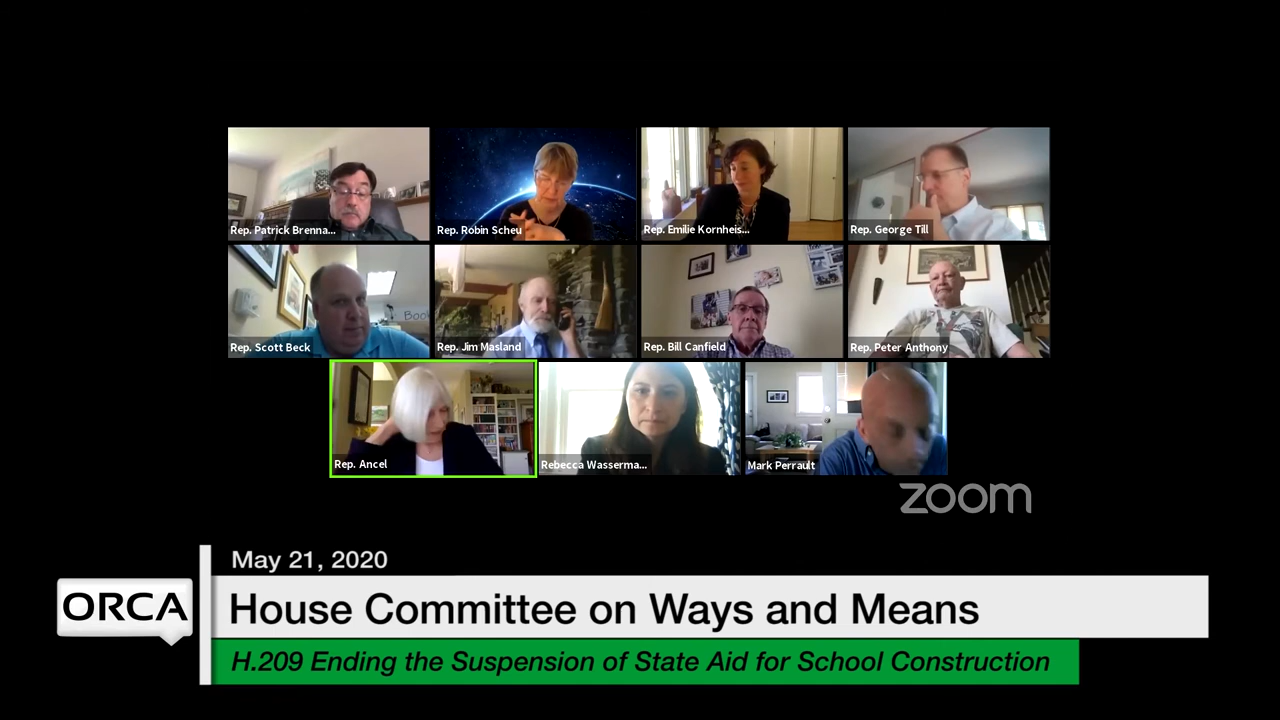 Rep. Patrick Brenna...
Rep. Robin Scheu
Rep. Emilie Kornheis...
Rep. George Till
Book
Rep. Scott Beck
Rep. Jim Masland
Rep. Bill Canfield
Rep. Peter Anthony
Rep. Ancel
Rebecca Wasserma...
Mark Perrault
zoom
May 21, 2020
ORCA
House Committee on Ways and Means
H.209 Ending the Suspension of State Aid for School Construction